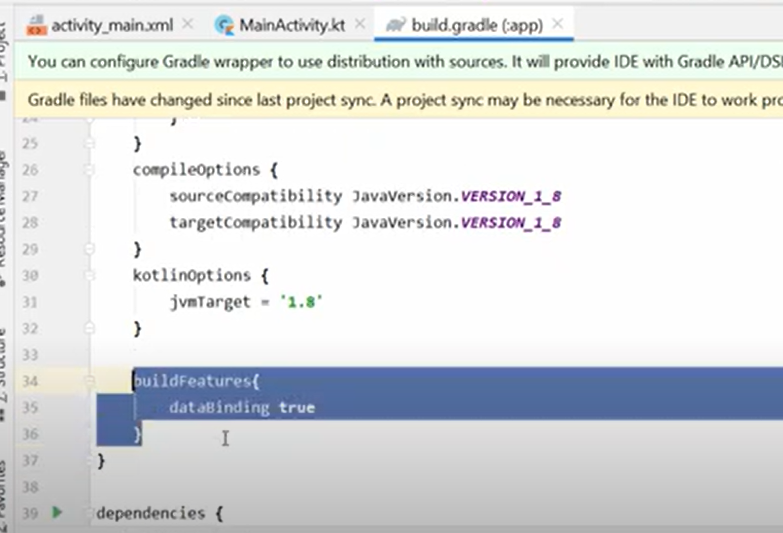 activity_main.xml MainActivity.kt build.gradle (:app)
You can configure Gradle wrapper to use distribution with sources. It will provide IDE with Gradle API/DS
Gradle files have changed since last project sync. A project sync may be necessary for the IDE to work
24 }
25 }
26 compileOptions {
27 sourceCompatibility JavaVersion.VERSION_1_8
28 targetCompatibility JavaVersion.VERSION_1_8
29 }
30 kotlinOptions {
31 jvmTarget = '1.8'
32 }
33
34 buildFeatures{
35 dataBinding true
36 }
37 }
38
39 dependencies {
1: Project
Resource Manager
Z: Structure
2: Favorites